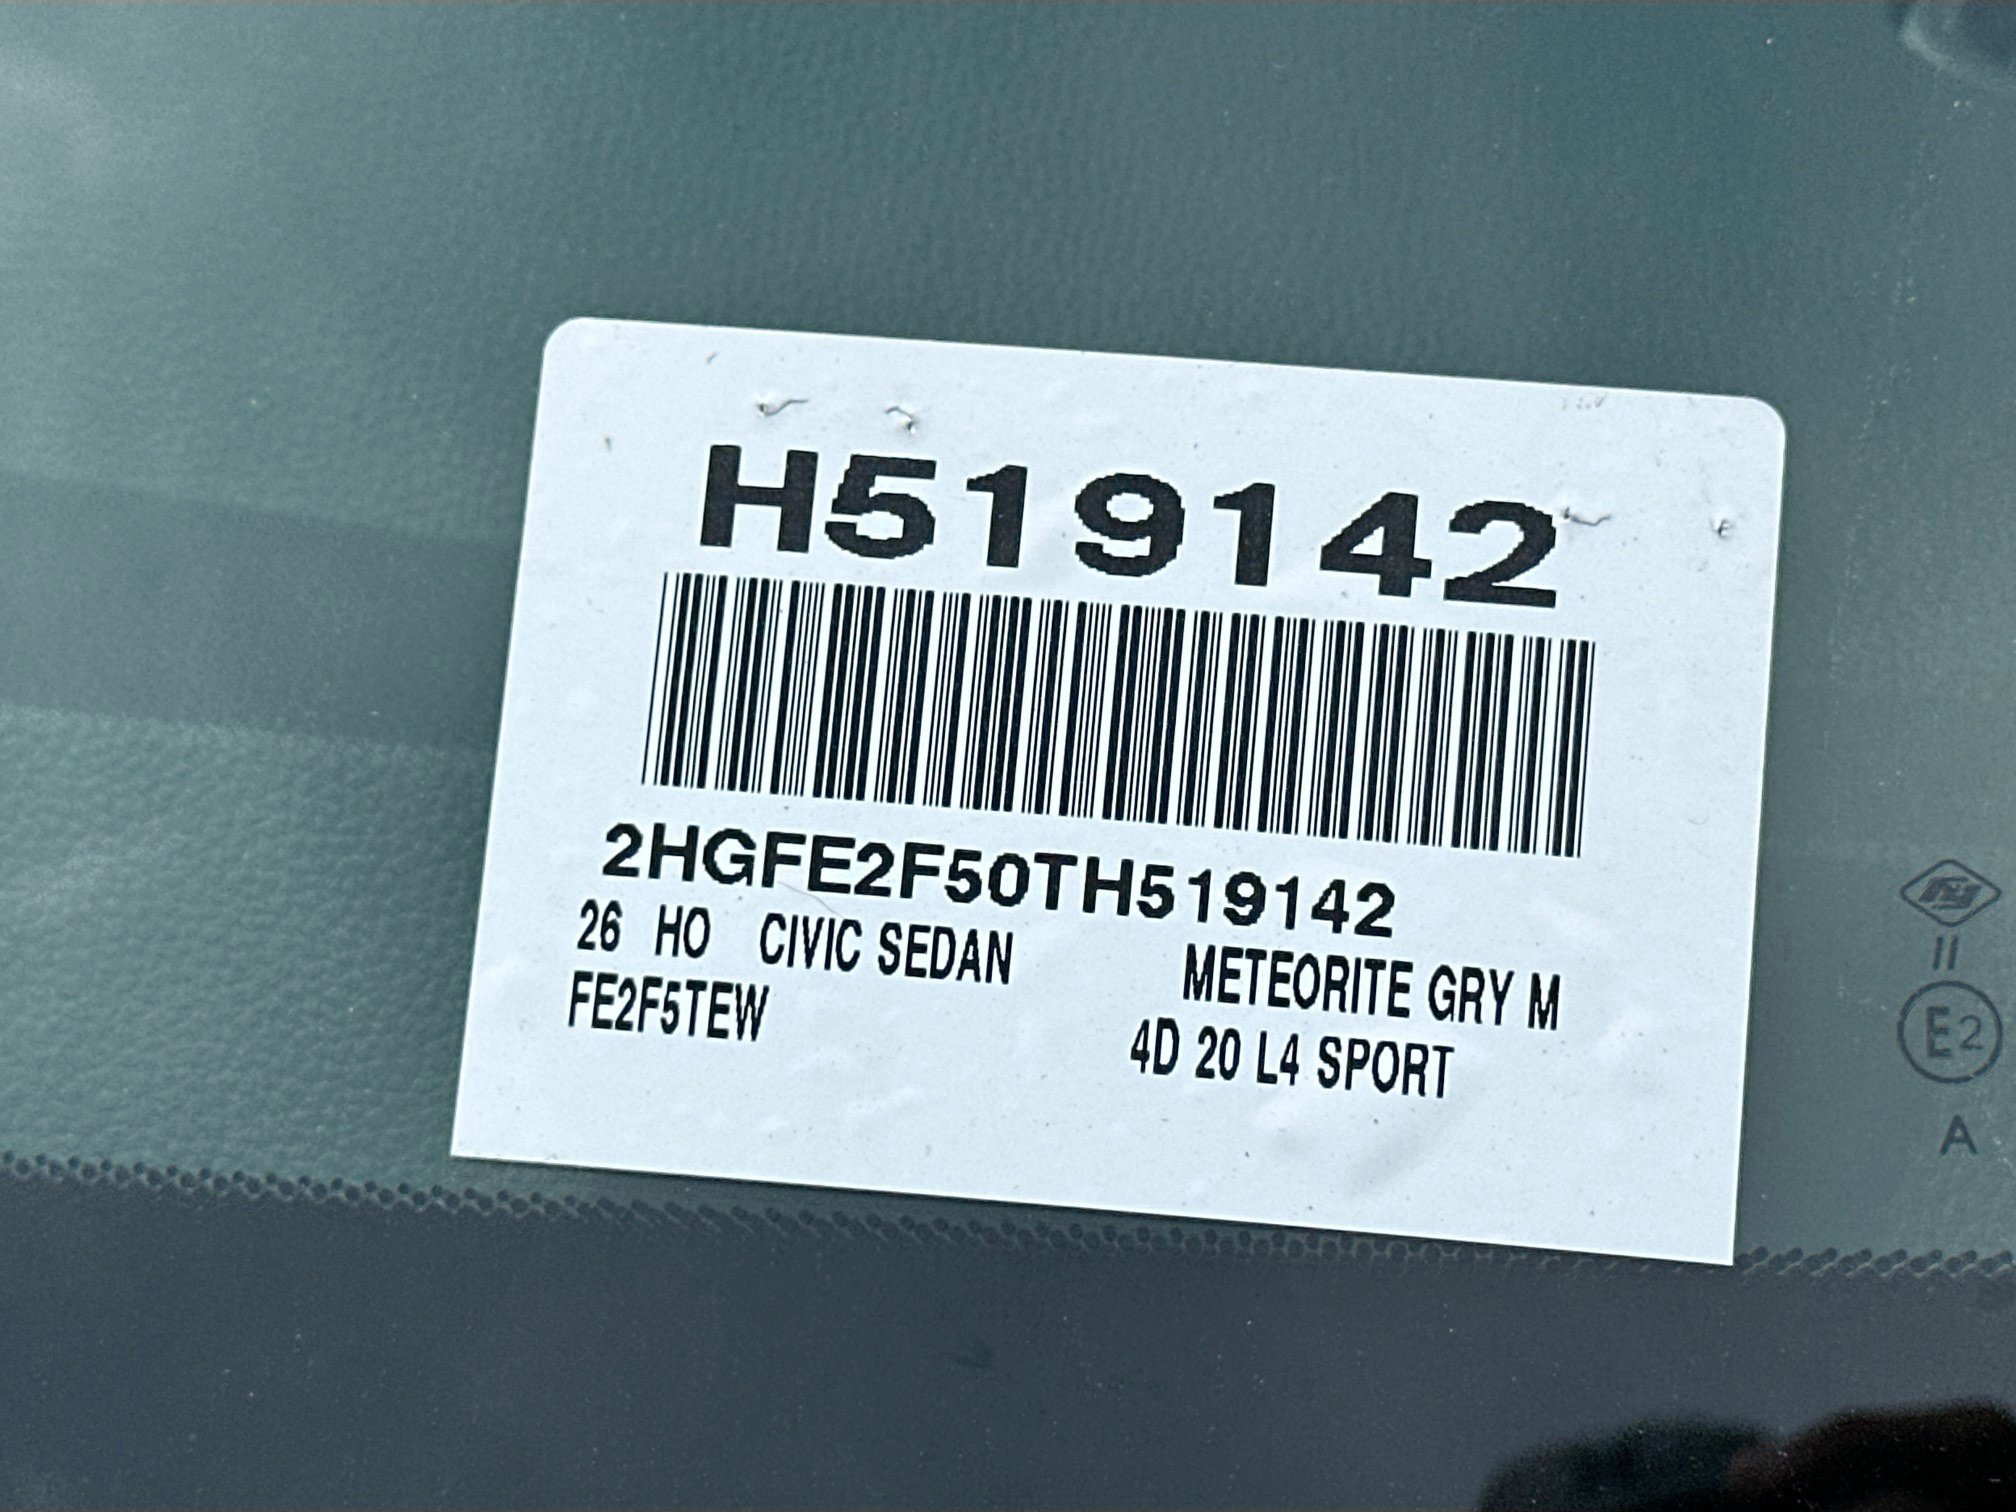 H519142
2HGFE2F50TH519142
26 HO CIVIC SEDAN METEORITE GRY M
FE2F5TEW 4D 20 L4 SPORT
II
E2
A